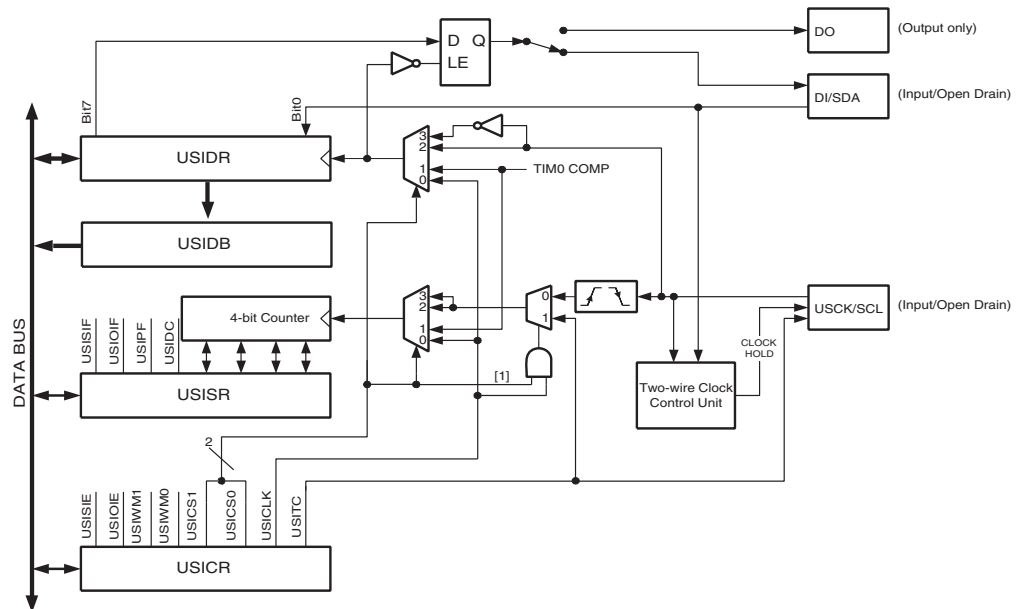 D Q
LE
DO
(Output only)
DI/SDA
(Input/Open Drain)
Bit7
Bit0
USIDR
3
2
1
0
TIM0 COMP
USIDB
4-bit Counter
3
2
1
0
0
1
USCK/SCL
(Input/Open Drain)
CLOCK
HOLD
[1]
Two-wire Clock
Control Unit
USISIF
USIOIF
USIPF
USIDC
USISR
DATA BUS
2
USISIE
USIOIE
USIWM1
USIWM0
USICS1
USICS0
USICLK
USITC
USICR